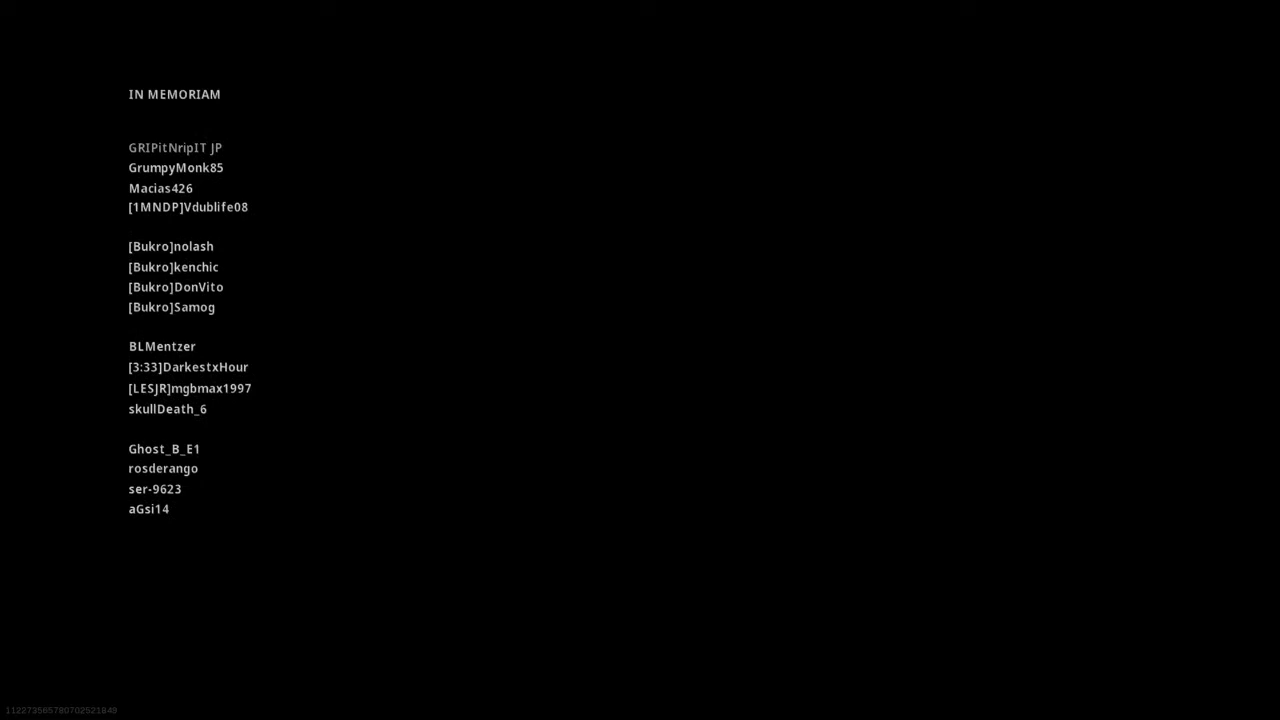 IN MEMORIAM
GRIPitNripIT JP
GrumpyMonk85
Macias426
[1MNDP]Vdublife08
[Bukro]nolash
[Bukro]kenchic
[Bukro]DonVito
[Bukro]Samog
BLMentzer
[3:33]DarkestxHour
[LESJR]mgbmax1997
skullDeath_6
Ghost_B_E1
rosderango
ser-9623
aGsi14